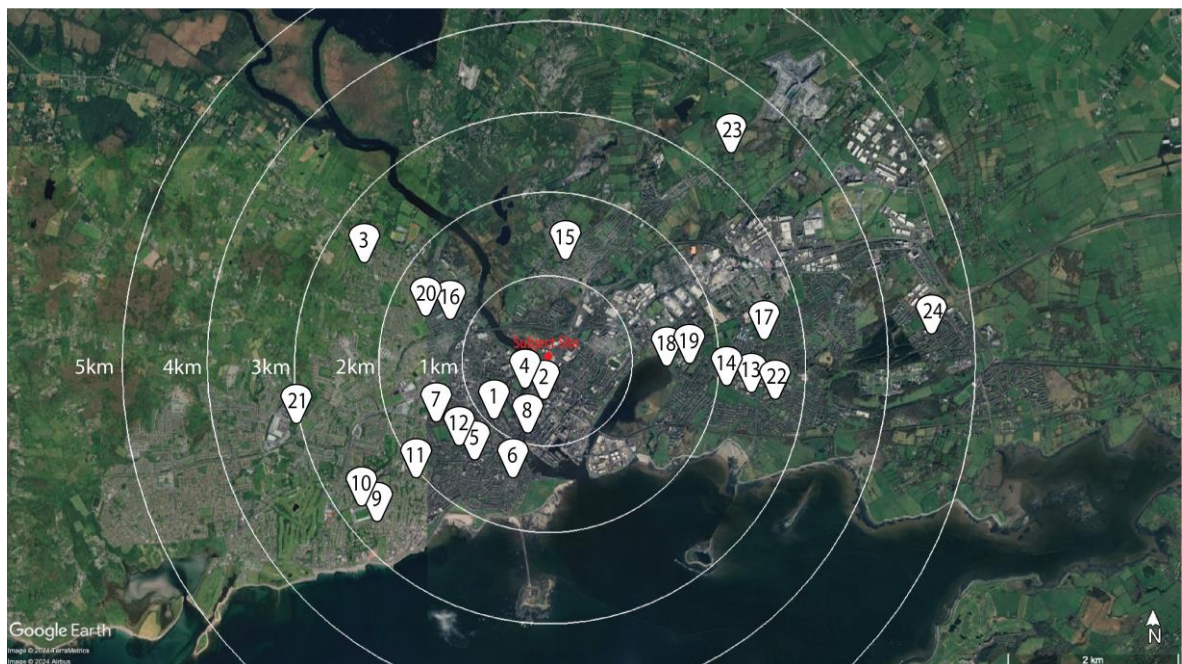 23
15
3
20 16
24
17
Subject Site
18 19
5km 4km 3km 2km 1km
4
14 13 22
2
21
7
1
8
12
5
11
6
10
9
Google Earth
Image © 2024 TerraMetrics
Image © 2024 Airbus
N
2 km